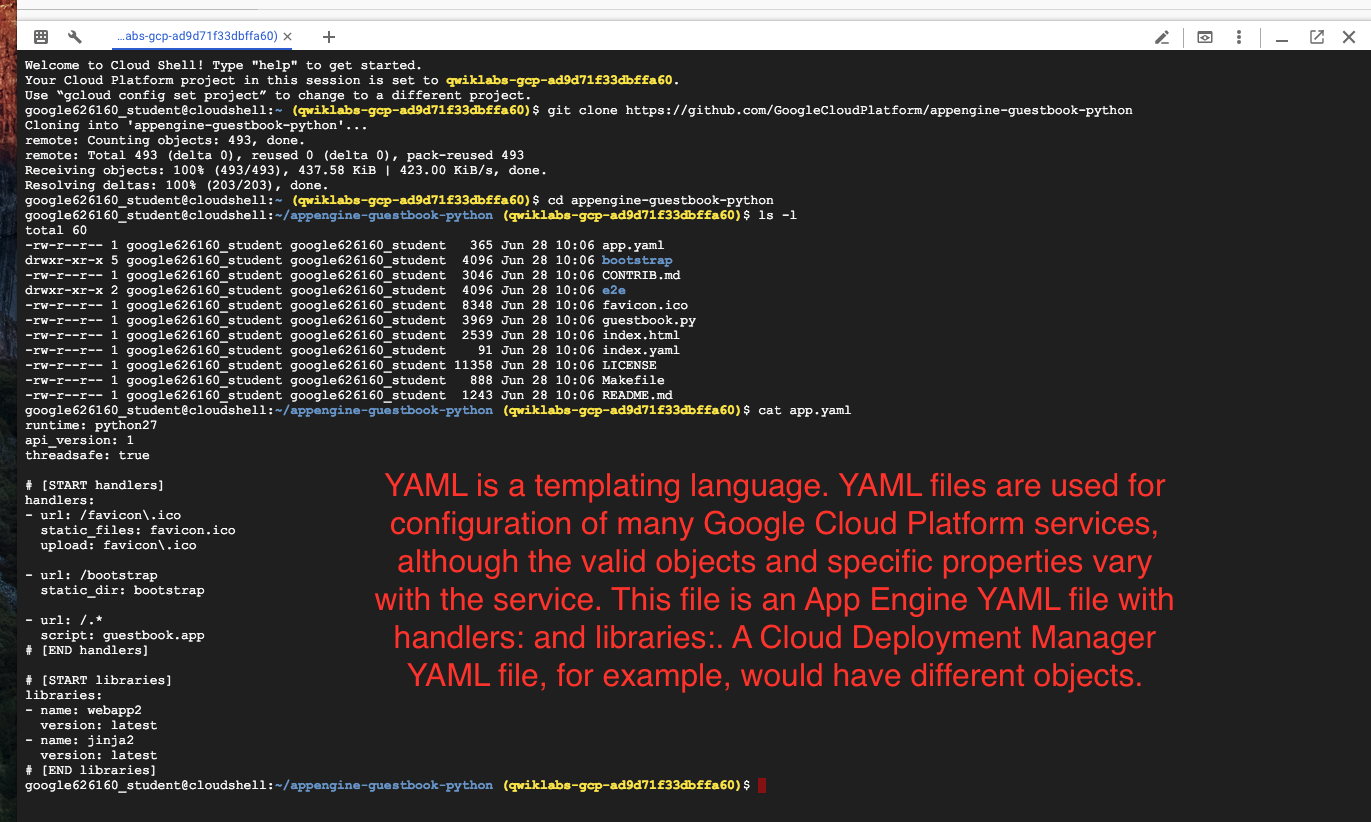 ...abs-gcp-ad9d71f33dbffa60) × +
Welcome to Cloud Shell! Type "help" to get started.
Your Cloud Platform project in this session is set to qwiklabs-gcp-ad9d71f33dbffa60.
Use “gcloud config set project” to change to a different project.
google626160_student@cloudshell:~ (qwiklabs-gcp-ad9d71f33dbffa60)$ git clone https://github.com/GoogleCloudPlatform/appengine-guestbook-python
Cloning into 'appengine-guestbook-python'...
remote: Counting objects: 493, done.
remote: Total 493 (delta 0), reused 0 (delta 0), pack-reused 493
Receiving objects: 100% (493/493), 437.58 KiB | 423.00 KiB/s, done.
Resolving deltas: 100% (203/203), done.
google626160_student@cloudshell:~ (qwiklabs-gcp-ad9d71f33dbffa60)$ cd appengine-guestbook-python
google626160_student@cloudshell:~/appengine-guestbook-python (qwiklabs-gcp-ad9d71f33dbffa60)$ ls -l
total 60
-rw-r--r-- 1 google626160_student google626160_student   365 Jun 28 10:06 app.yaml
drwxr-xr-x 5 google626160_student google626160_student  4096 Jun 28 10:06 bootstrap
-rw-r--r-- 1 google626160_student google626160_student  3046 Jun 28 10:06 CONTRIB.md
drwxr-xr-x 2 google626160_student google626160_student  4096 Jun 28 10:06 e2e
-rw-r--r-- 1 google626160_student google626160_student  8348 Jun 28 10:06 favicon.ico
-rw-r--r-- 1 google626160_student google626160_student  3969 Jun 28 10:06 guestbook.py
-rw-r--r-- 1 google626160_student google626160_student  2539 Jun 28 10:06 index.html
-rw-r--r-- 1 google626160_student google626160_student    91 Jun 28 10:06 index.yaml
-rw-r--r-- 1 google626160_student google626160_student 11358 Jun 28 10:06 LICENSE
-rw-r--r-- 1 google626160_student google626160_student   888 Jun 28 10:06 Makefile
-rw-r--r-- 1 google626160_student google626160_student  1243 Jun 28 10:06 README.md
google626160_student@cloudshell:~/appengine-guestbook-python (qwiklabs-gcp-ad9d71f33dbffa60)$ cat app.yaml
runtime: python27
api_version: 1
threadsafe: true

# [START handlers]
handlers:
- url: /favicon\.ico
  static_files: favicon.ico
  upload: favicon\.ico

- url: /bootstrap
  static_dir: bootstrap

- url: /.*
  script: guestbook.app
# [END handlers]

# [START libraries]
libraries:
- name: webapp2
  version: latest
- name: jinja2
  version: latest
# [END libraries]
google626160_student@cloudshell:~/appengine-guestbook-python (qwiklabs-gcp-ad9d71f33dbffa60)$
YAML is a templating language. YAML files are used for
configuration of many Google Cloud Platform services,
although the valid objects and specific properties vary
with the service. This file is an App Engine YAML file with
handlers: and libraries:. A Cloud Deployment Manager
YAML file, for example, would have different objects.